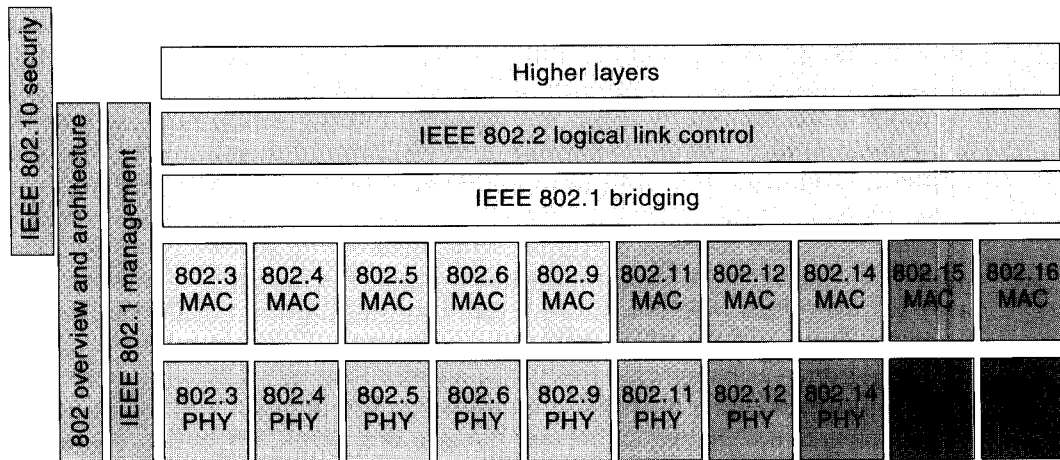 IEEE 802.10 securiy
802 overview and architecture
IEEE 802.1 management
Higher layers
IEEE 802.2 logical link control
IEEE 802.1 bridging
802.3 802.4 802.5 802.6 802.9 802.11 802.12 802.14 802.15 802.16
MAC MAC MAC MAC MAC MAC MAC MAC MAC MAC
802.3 802.4 802.5 802.6 802.9 802.11 802.12 802.14
PHY PHY PHY PHY PHY PHY PHY PHY